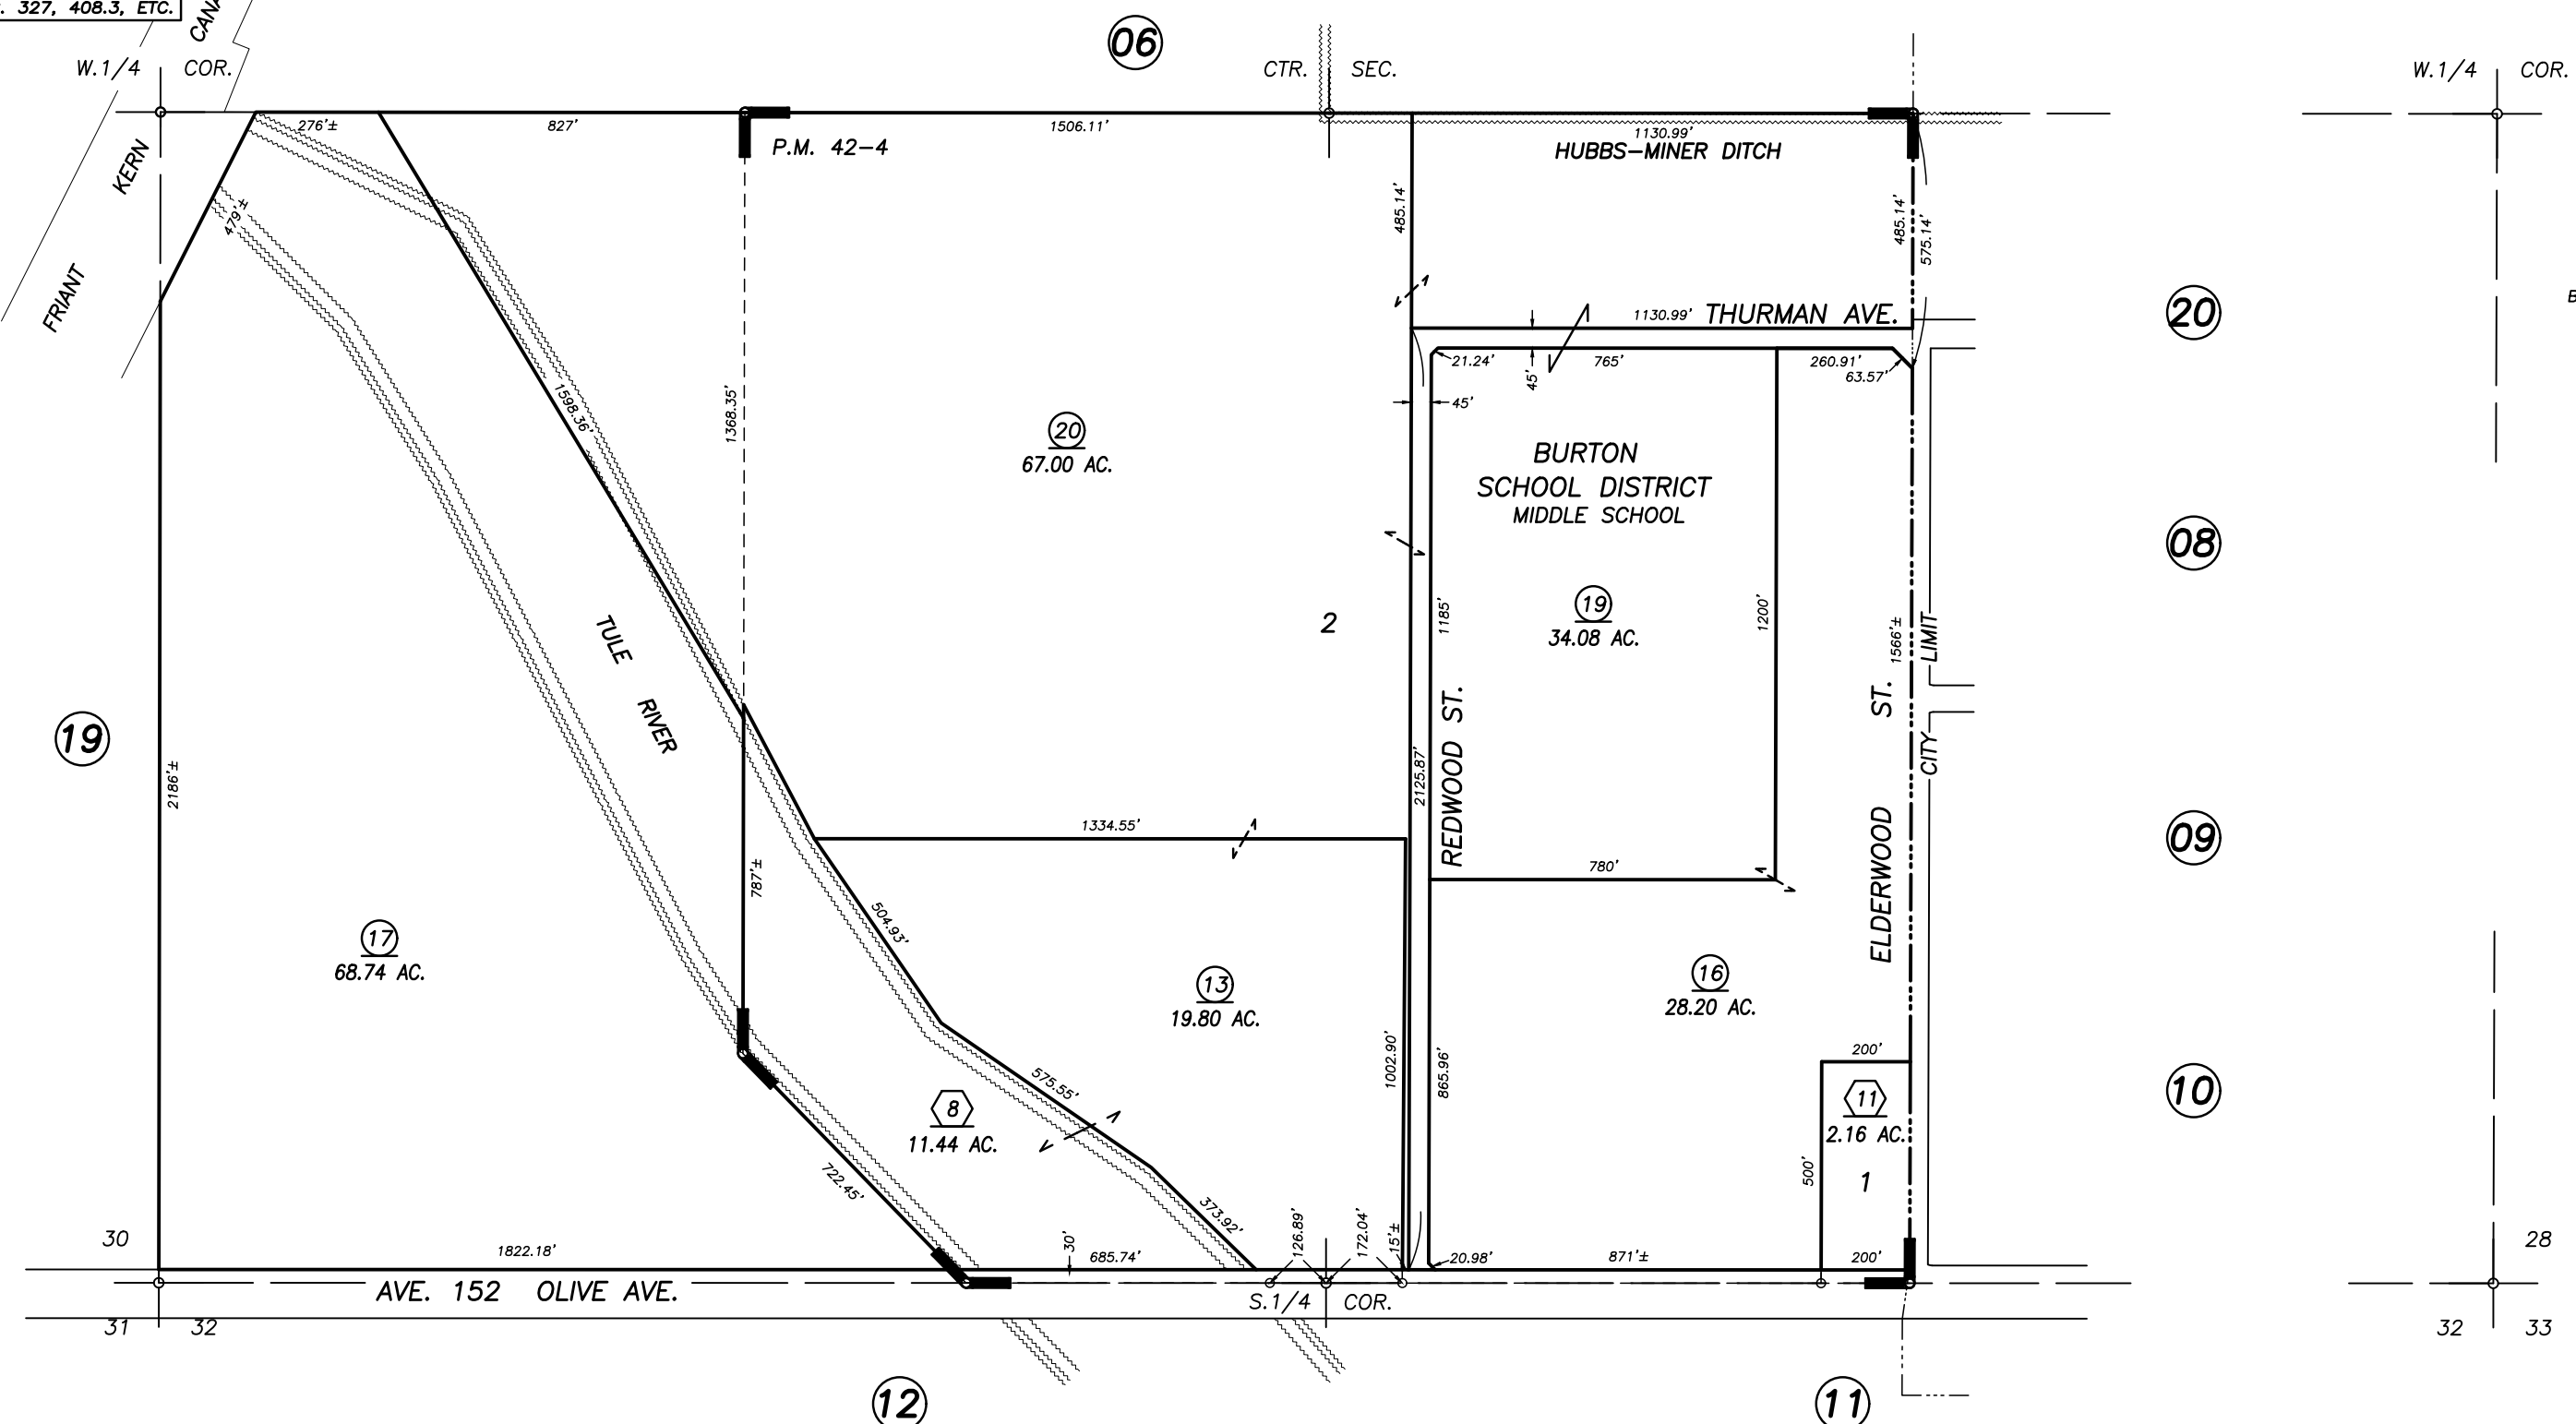 . 327, 408.3, ETC.
W.1/4 COR.
06
CTR. SEC.
W.1/4 COR.
276'±
827'
1506.11'
1130.99'
P.M. 42-4
HUBBS-MINER DITCH
KERN
FRIANT
479'±
485.14'
485.14'
575.14'
20
1130.99' THURMAN AVE.
21.24'
45'
765'
260.91'
63.57'
45'
1598.36'
1368.35'
20
67.00 AC.
BURTON
SCHOOL DISTRICT
MIDDLE SCHOOL
08
2
1185'
19
34.08 AC.
1200'
1566'±
CITY LIMIT
TULE RIVER
REDWOOD ST.
ELDERWOOD ST.
19
2186'±
2125.87'
787'±
1334.55'
780'
09
504.93'
17
68.74 AC.
13
19.80 AC.
16
28.20 AC.
1002.90'
865.96'
575.55'
200'
8
11.44 AC.
11
2.16 AC.
10
722.45'
373.92'
500'
1
30
1822.18'
30'
685.74'
126.89'
172.04'
15'±
20.98'
871'±
200'
28
AVE. 152 OLIVE AVE.
S.1/4 COR.
31 32
32 33
12
11